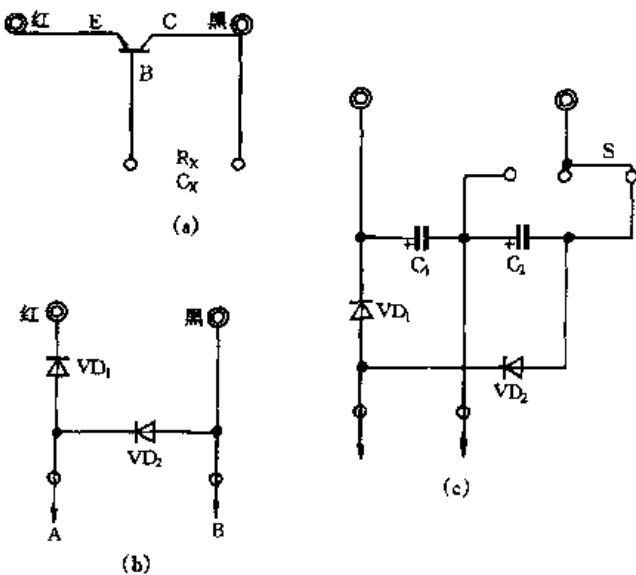 红 E C 黑
B
R_X
C_X
(a)
红 黑
VD₁
VD₂
A B
(b)
S
C₁ C₂
+ +
VD₁
VD₂
(c)